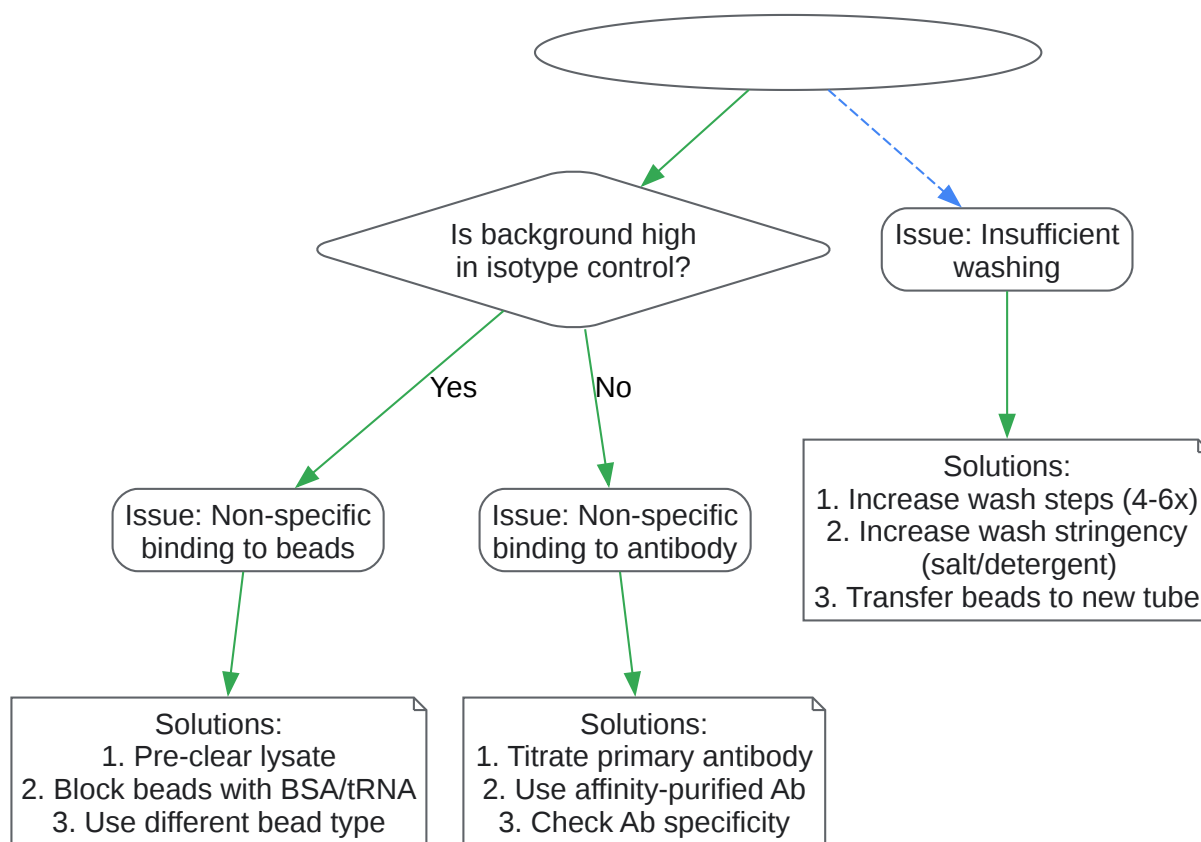 Is background high
in isotype control?
Issue: Insufficient
washing
Yes
No
Solutions:
1. Increase wash steps (4-6x)
2. Increase wash stringency
(salt/detergent)
3. Transfer beads to new tube
Issue: Non-specific
binding to beads
Issue: Non-specific
binding to antibody
Solutions:
1. Pre-clear lysate
2. Block beads with BSA/tRNA
3. Use different bead type
Solutions:
1. Titrate primary antibody
2. Use affinity-purified Ab
3. Check Ab specificity